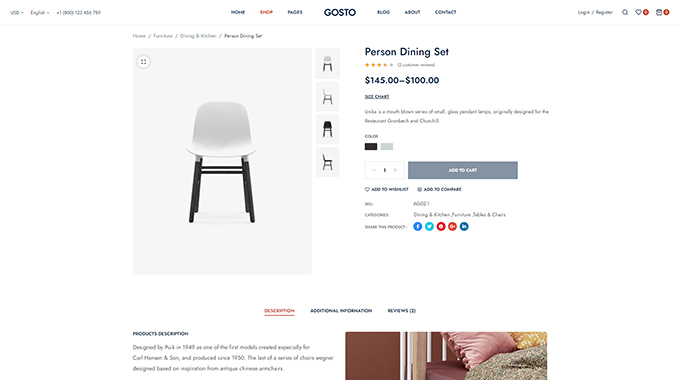 USD English +1 (800) 123 456 789 HOME SHOP PAGES GOSTO BLOG ABOUT CONTACT Login / Register 0 0
Home / Furniture / Dining & Kitchen / Person Dining Set
Person Dining Set
(2 customer reviews)
$145.00–$100.00
SIZE CHART
Unike is a mouth blown series of small, glass pendant lamps, originally designed for the
Restaurant Grosbech and Churchill.
COLOR
- 1 + ADD TO CART
ADD TO WISHLIST ADD TO COMPARE
SKU: AG02-1
CATEGORIES: Dining & Kitchen ,Furniture ,Tables & Chairs
SHARE THIS PRODUCT :
DESCRIPTION ADDITIONAL INFORMATION REVIEWS (2)
PRODUCTS DESCRIPTION
Designed by Puik in 1949 as one of the first models created especially for
Carl Hansen & Son, and produced since 1950. The last of a series of chairs wegner
designed based on inspiration from antique chinese armchairs.